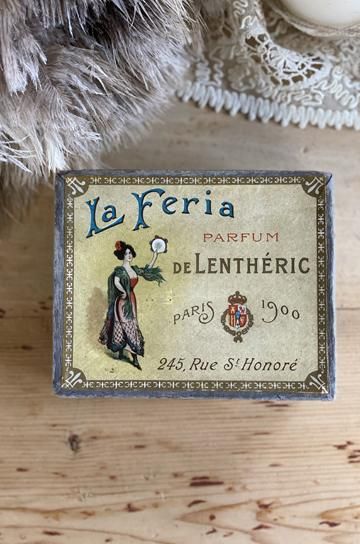 La Feria
PARFUM
DE LENTHÉRIC
PARIS 1900
245, Rue St Honoré